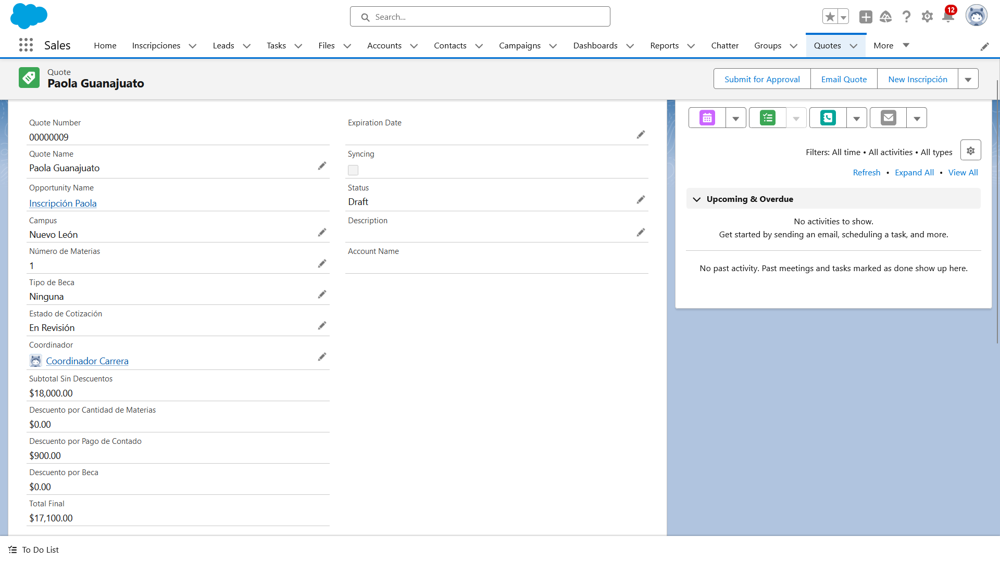 Search...
12
Sales
Home
Inscripciones
Leads
Tasks
Files
Accounts
Contacts
Campaigns
Dashboards
Reports
Chatter
Groups
Quotes
More
Quote
Paola Guanajuato
Submit for Approval
Email Quote
New Inscripción
Quote Number
00000009
Quote Name
Paola Guanajuato
Opportunity Name
Inscripción Paola
Campus
Nuevo León
Número de Materias
1
Tipo de Beca
Ninguna
Estado de Cotización
En Revisión
Coordinador
Coordinador Carrera
Subtotal Sin Descuentos
$18,000.00
Descuento por Cantidad de Materias
$0.00
Descuento por Pago de Contado
$900.00
Descuento por Beca
$0.00
Total Final
$17,100.00
Expiration Date
Syncing
Status
Draft
Description
Account Name
Filters: All time • All activities • All types
Refresh • Expand All • View All
Upcoming & Overdue
No activities to show.
Get started by sending an email, scheduling a task, and more.
No past activity. Past meetings and tasks marked as done show up here.
To Do List